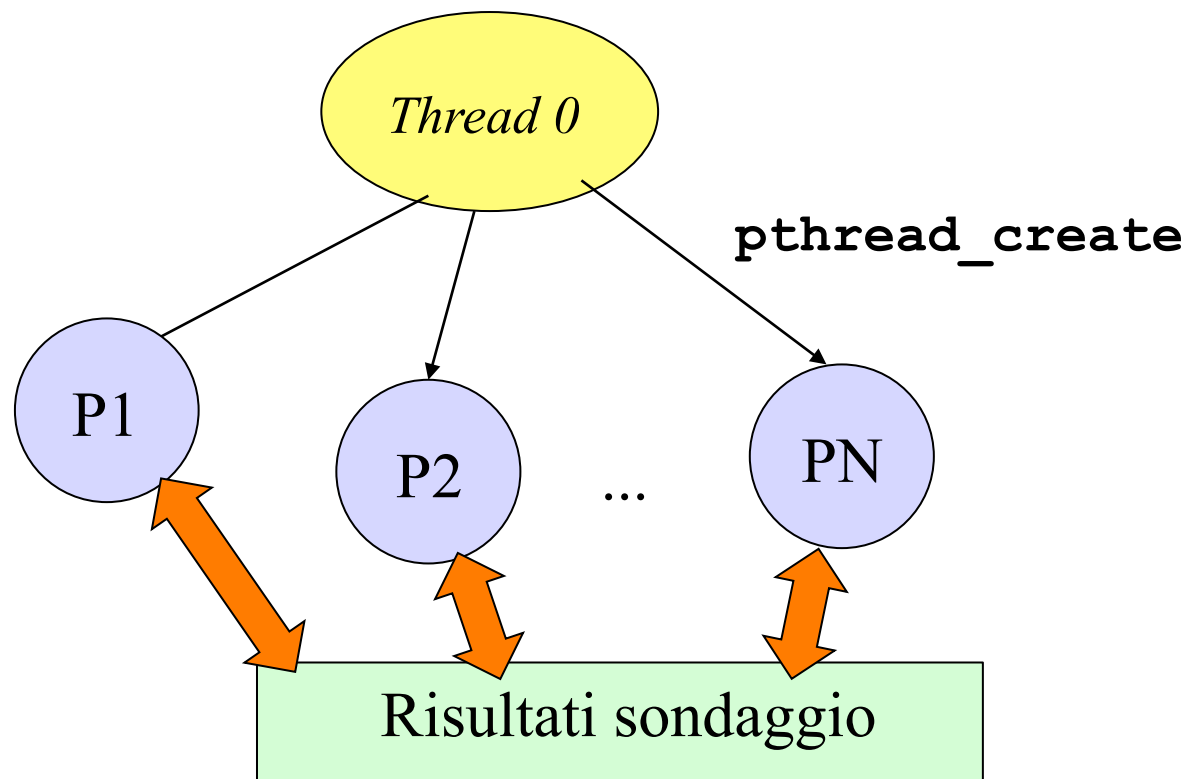 Thread 0
pthread_create
P1
P2
...
PN
Risultati sondaggio